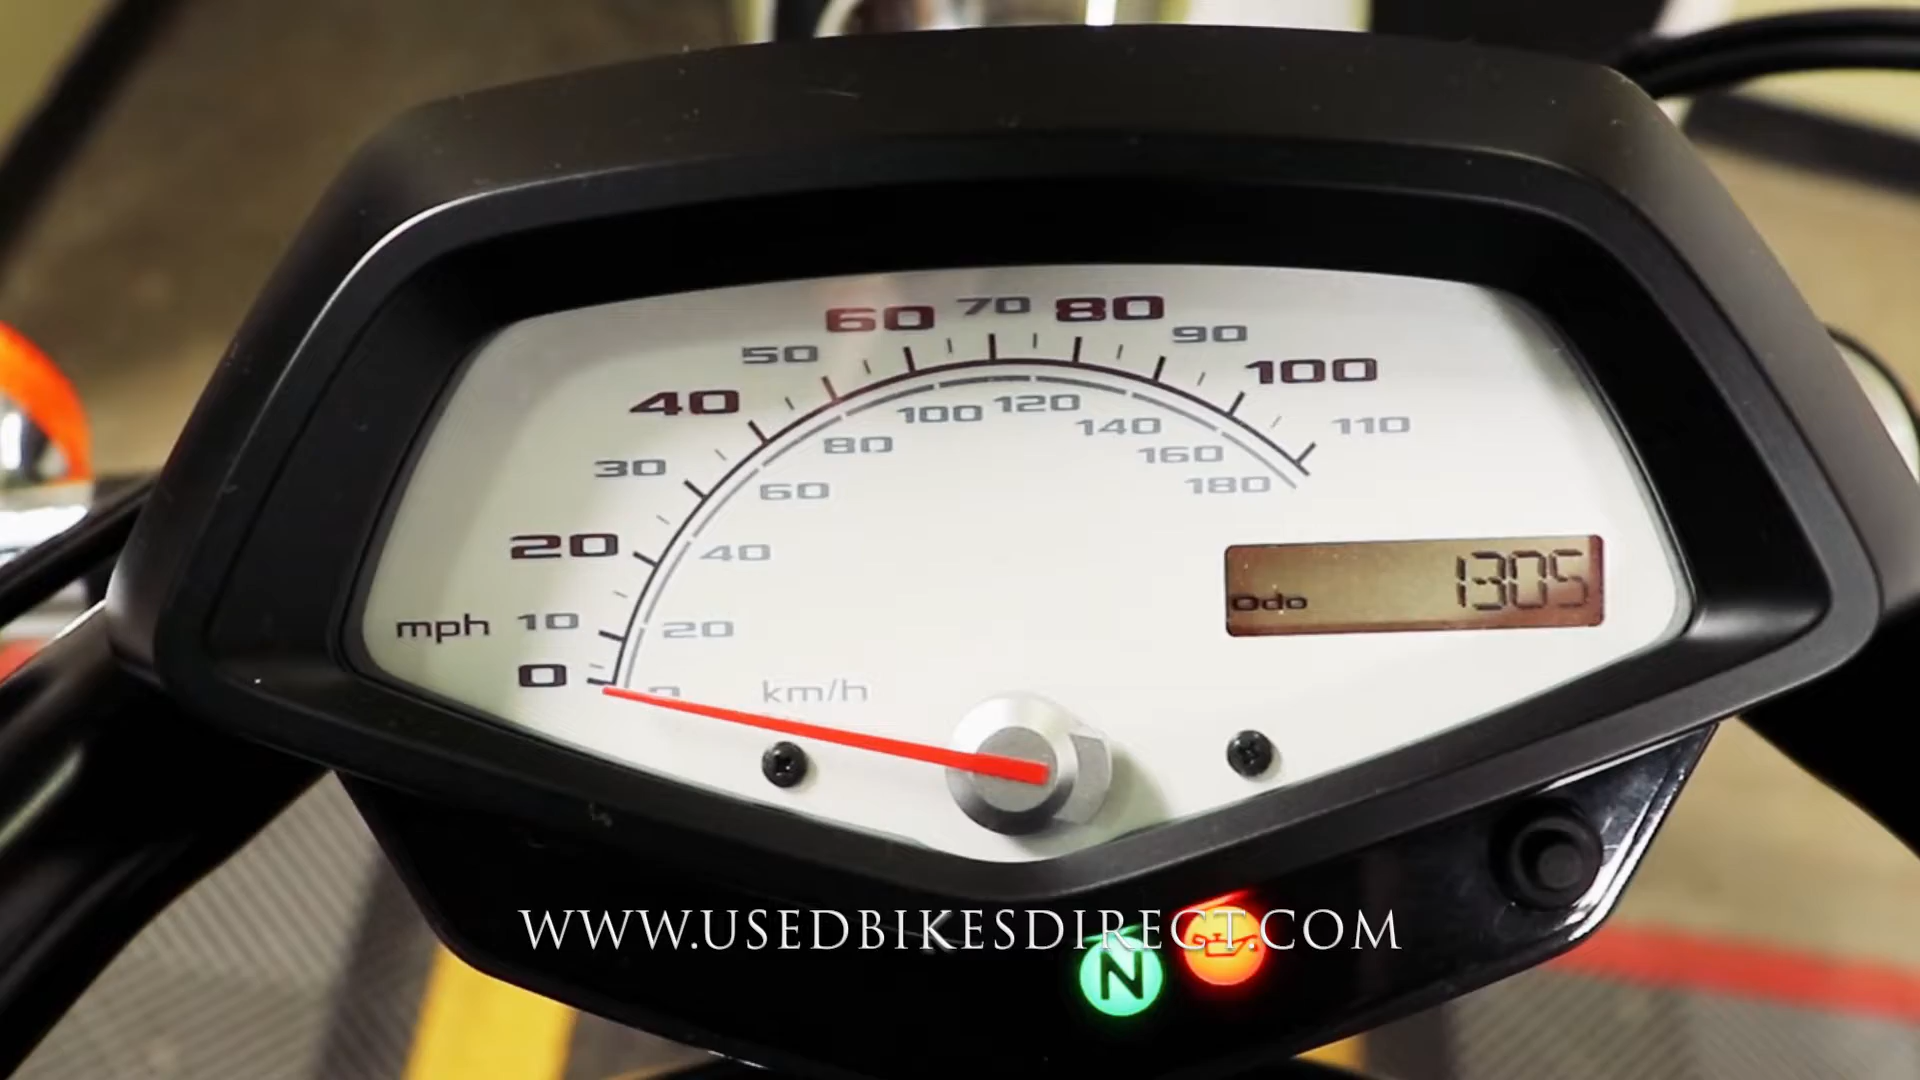 60 70 80
50 90
40 100
100 120 110
80 140
30 160
60 180
20 40
Odo 1305
mph 10 20
0 km/h
WWW.USEDBIKESDIRECT.COM
N